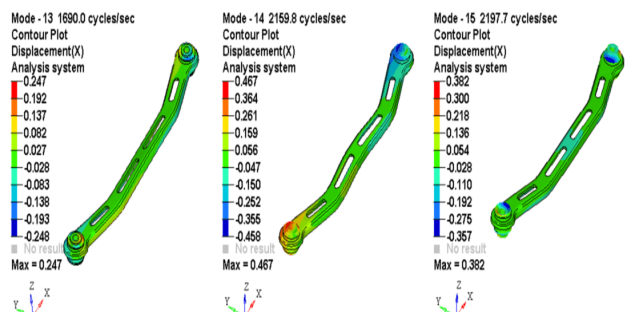 Mode - 13 1690.0 cycles/sec
Contour Plot
Displacement(X)
Analysis system
0.247
0.192
0.137
0.082
0.027
-0.028
-0.083
-0.138
-0.193
-0.248
No result
Max = 0.247
Z
X
Y
Mode - 14 2159.8 cycles/sec
Contour Plot
Displacement(X)
Analysis system
0.467
0.364
0.261
0.159
0.056
-0.047
-0.150
-0.252
-0.355
-0.458
No result
Max = 0.467
Z
X
Y
Mode - 15 2197.7 cycles/sec
Contour Plot
Displacement(X)
Analysis system
0.382
0.300
0.218
0.136
0.054
-0.028
-0.110
-0.192
-0.275
-0.357
No result
Max = 0.382
Z
X
Y